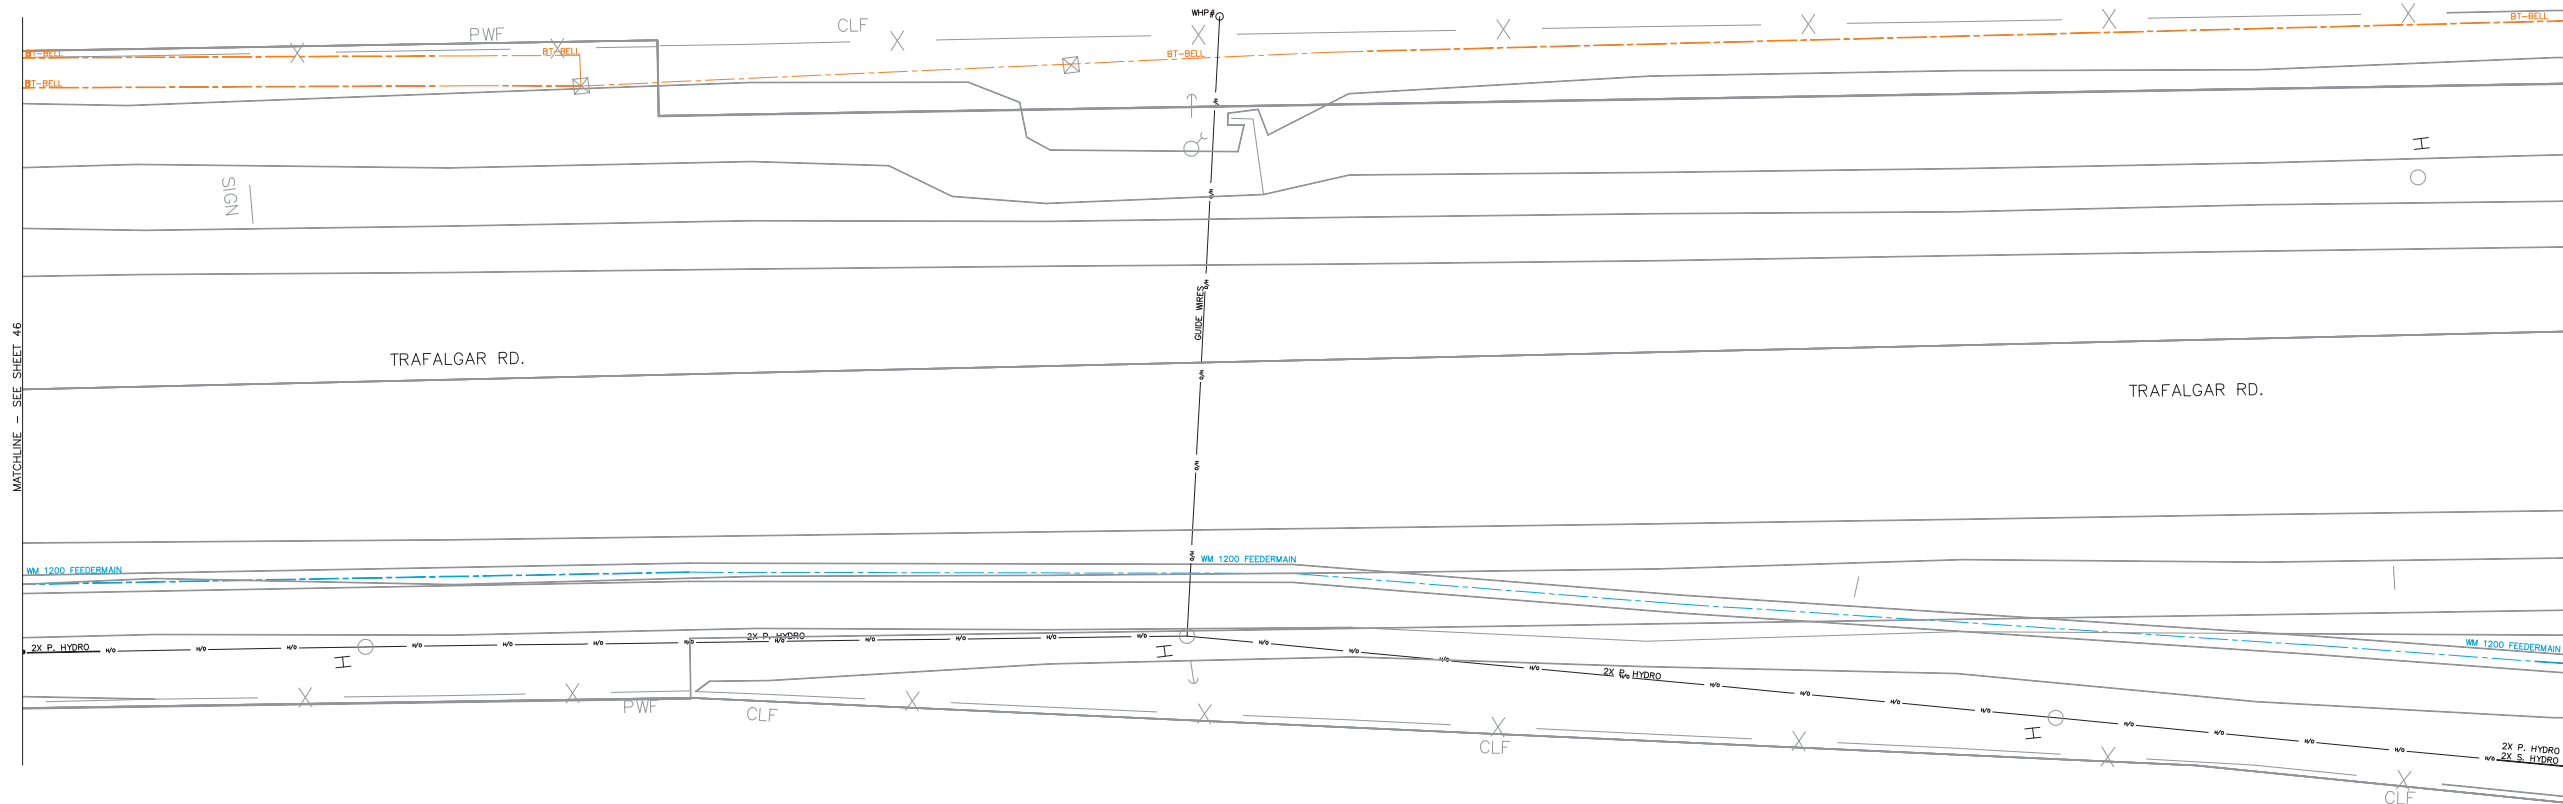 WHP#
PWF
CLF
BT-BELL
BT-BELL
BT-BELL
BT-BELL
BT-BELL
SIGN
GUIDE WIRES
MATCHLINE - SEE SHEET 46
TRAFALGAR RD.
TRAFALGAR RD.
WM 1200 FEEDERMAIN
WM 1200 FEEDERMAIN
WM 1200 FEEDERMAIN
2X P. HYDRO
2X P. HYDRO
2X P. HYDRO
PWF
CLF
CLF
2X P. HYDRO
2X S. HYDRO
CLF